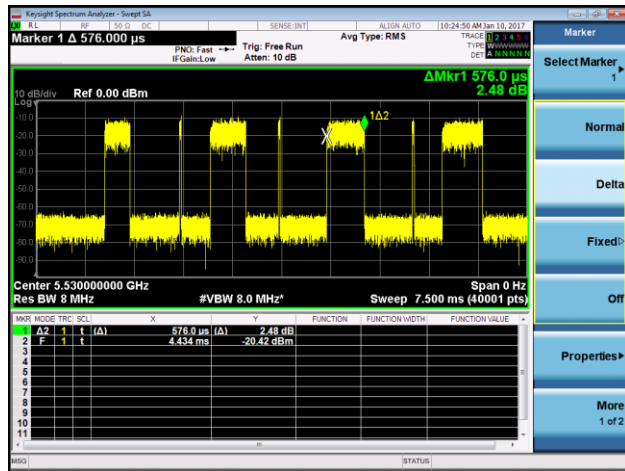 Keysight Spectrum Analyzer - Swept SA
RL RF 50 Ω DC SENSE:INT ALIGN AUTO 10:24:50 AM Jan 10, 2017
Marker 1 Δ 576.000 µs
PNO: Fast
IFGain:Low
Trig: Free Run
Atten: 10 dB
Avg Type: RMS
TRACE 1 2 3 4 5 6
TYPE WWWWWW
DET A N N N N N
ΔMkr1 576.0 µs
2.48 dB
10 dB/div Ref 0.00 dBm
Log
1Δ2
-10.0
-20.0
-30.0
-40.0
-50.0
-60.0
-70.0
-80.0
-90.0
Center 5.530000000 GHz
Span 0 Hz
Res BW 8 MHz
#VBW 8.0 MHz*
Sweep 7.500 ms (40001 pts)
MKR MODE TRC SCL X Y FUNCTION FUNCTION WIDTH FUNCTION VALUE
1 Δ2 1 t (Δ) 576.0 µs (Δ) 2.48 dB
2 F 1 t 4.434 ms -20.42 dBm
3
4
5
6
7
8
9
10
11
MSG
STATUS
Marker
Select Marker
1
Normal
Delta
Fixed
Off
Properties
More
1 of 2